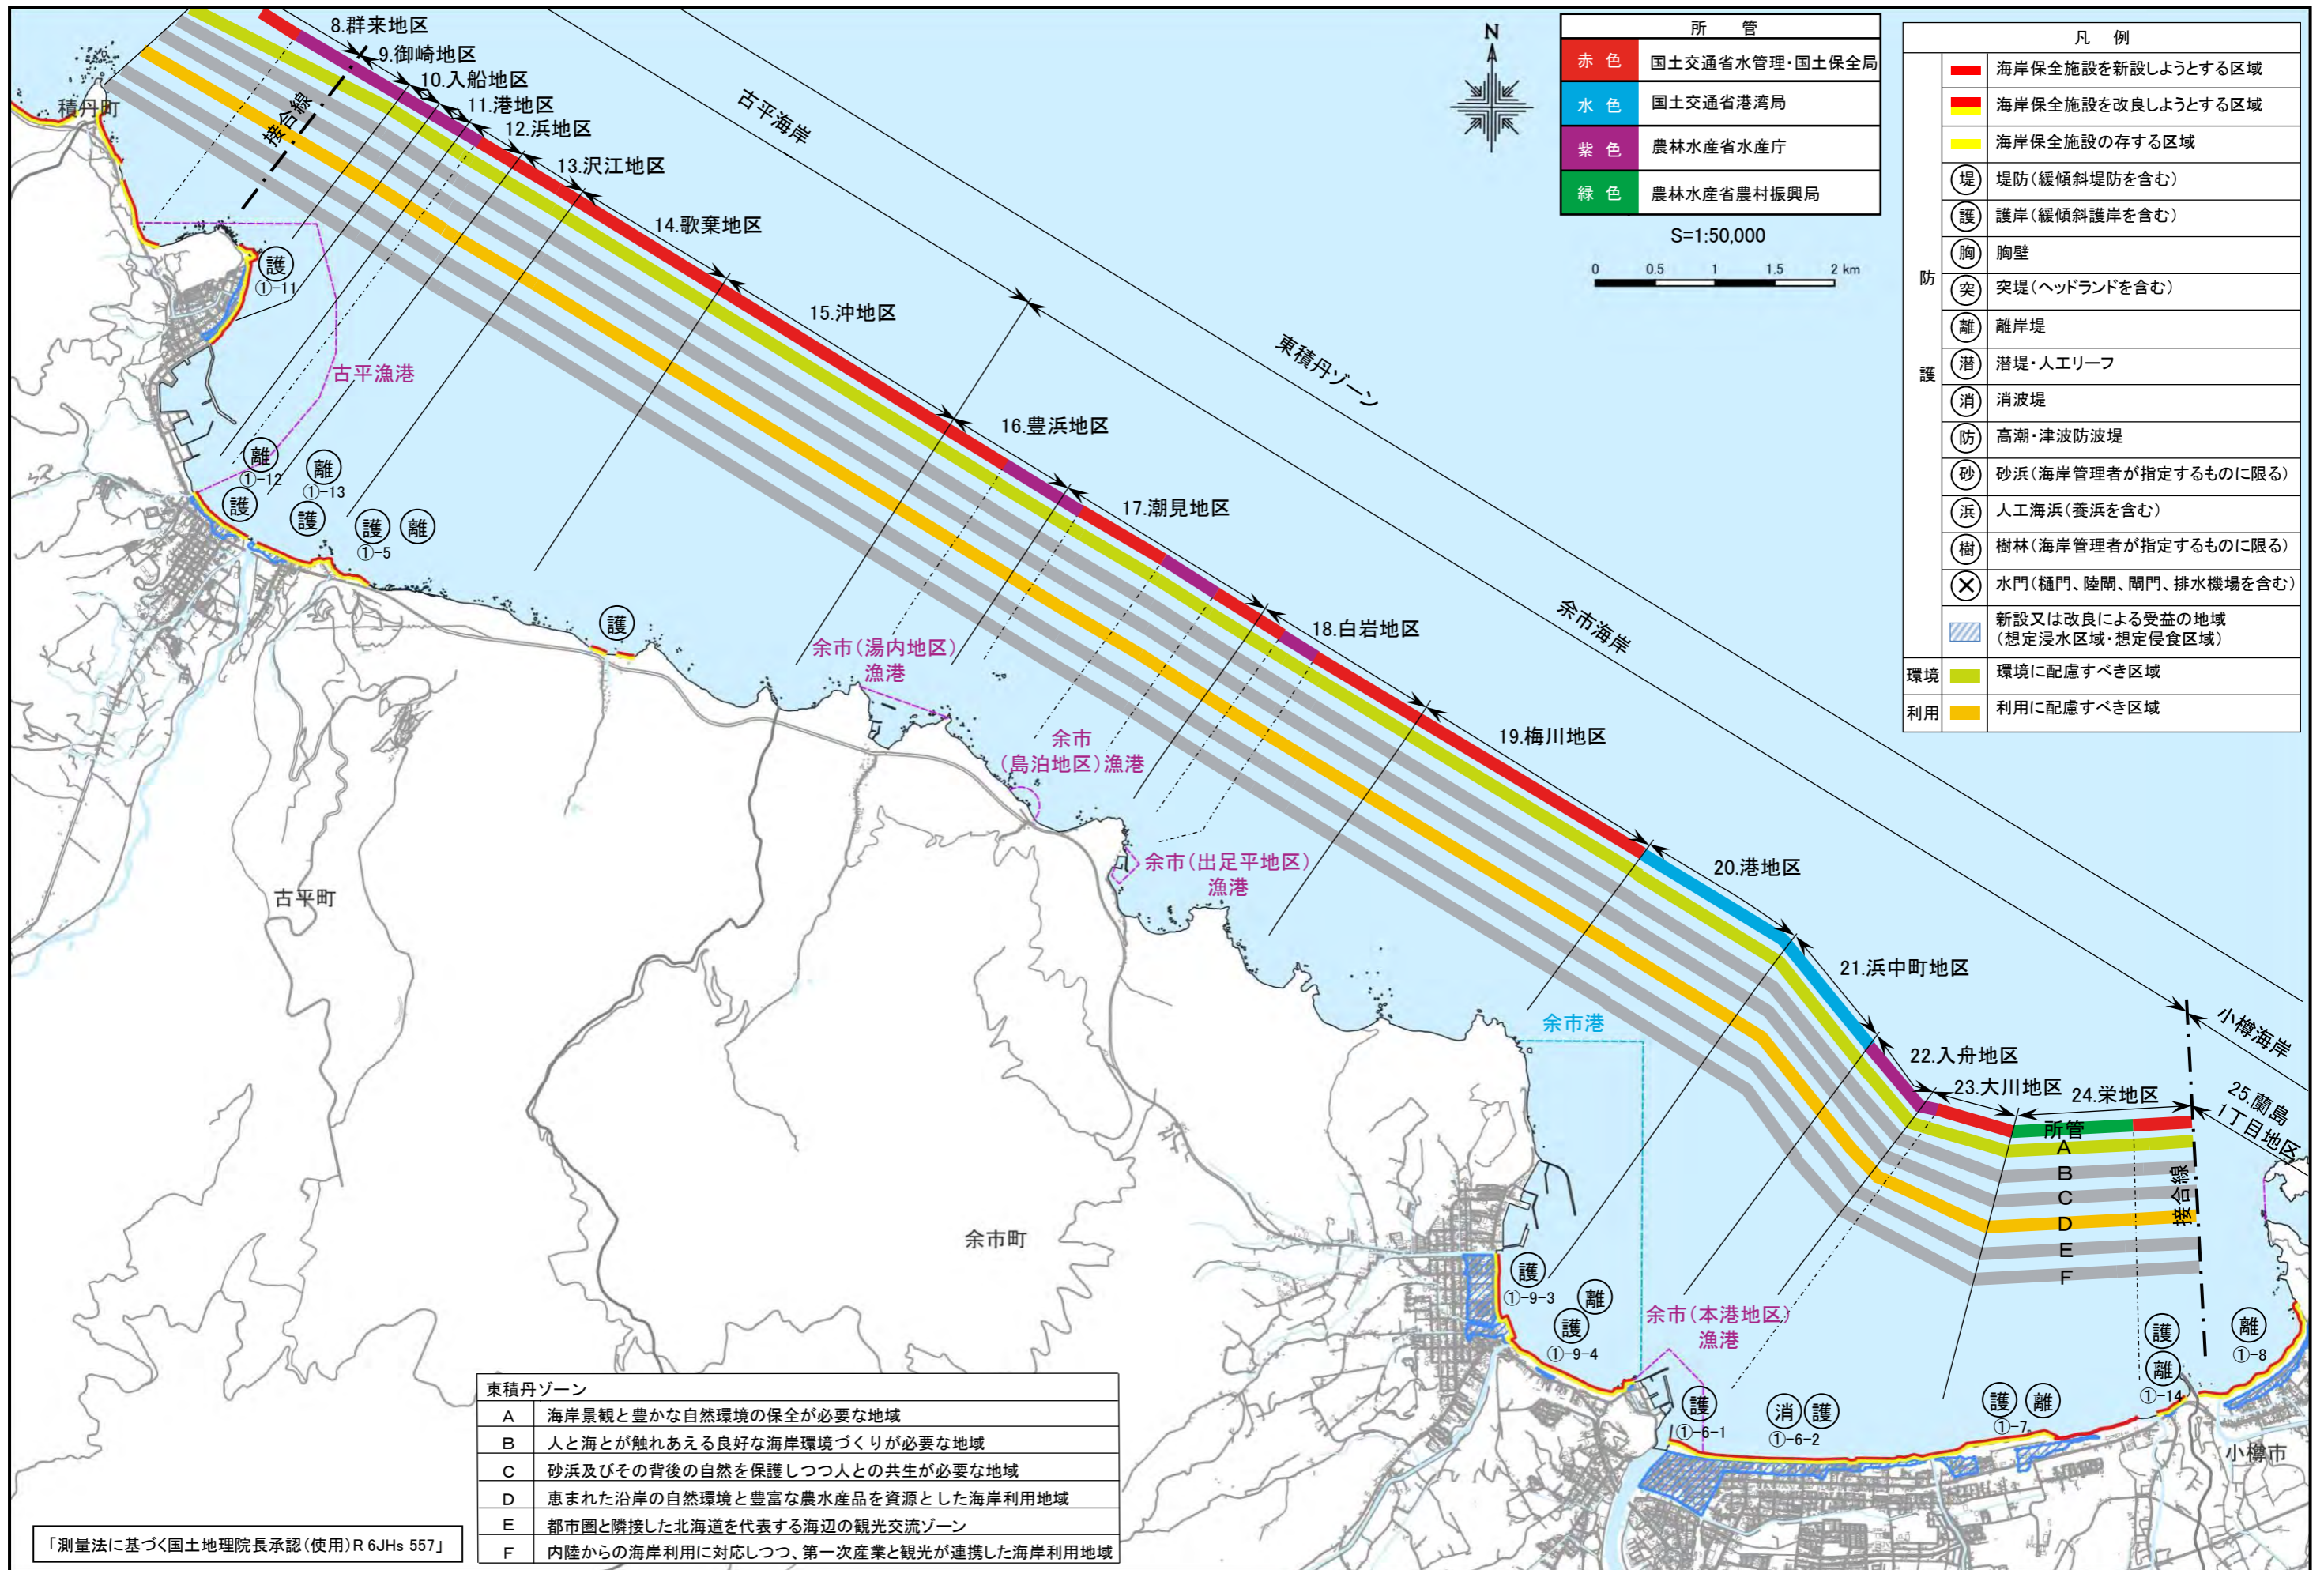 8.群来地区
9.御崎地区
10.入船地区
11.港地区
12.浜地区
13.沢江地区
14.歌棄地区
15.沖地区
16.豊浜地区
17.潮見地区
18.白岩地区
19.梅川地区
20.港地区
21.浜中町地区
22.入舟地区
23.大川地区
24.栄地区
25.蘭島
1丁目地区
古平海岸
東積丹ゾーン
余市海岸
小樽海岸
接合線
接合線
積丹町
古平町
余市町
小樽市
古平漁港
余市(湯内地区)
漁港
余市
(島泊地区)漁港
余市(出足平地区)
漁港
余市港
余市(本港地区)
漁港
護
①-11
離
①-12
護
離
①-13
護
護 離
①-5
護
護
①-9-3
離
護
①-9-4
護
①-6-1
消 護
①-6-2
護 離
①-7
護
離
①-14
離
①-8
所管
A
B
C
D
E
F
N
所 管
赤 色 国土交通省水管理・国土保全局
水 色 国土交通省港湾局
紫 色 農林水産省水産庁
緑 色 農林水産省農村振興局
S=1:50,000
0 0.5 1 1.5 2 km
凡 例
防護
海岸保全施設を新設しようとする区域
海岸保全施設を改良しようとする区域
海岸保全施設の存する区域
堤 堤防(緩傾斜堤防を含む)
護 護岸(緩傾斜護岸を含む)
胸 胸壁
突 突堤(ヘッドランドを含む)
離 離岸堤
潜 潜堤・人工リーフ
消 消波堤
防 高潮・津波防波堤
砂 砂浜(海岸管理者が指定するものに限る)
浜 人工海浜(養浜を含む)
樹 樹林(海岸管理者が指定するものに限る)
水門(樋門、陸閘、閘門、排水機場を含む)
新設又は改良による受益の地域
(想定浸水区域・想定侵食区域)
環境 環境に配慮すべき区域
利用 利用に配慮すべき区域
東積丹ゾーン
A 海岸景観と豊かな自然環境の保全が必要な地域
B 人と海とが触れあえる良好な海岸環境づくりが必要な地域
C 砂浜及びその背後の自然を保護しつつ人との共生が必要な地域
D 恵まれた沿岸の自然環境と豊富な農水産品を資源とした海岸利用地域
E 都市圏と隣接した北海道を代表する海辺の観光交流ゾーン
F 内陸からの海岸利用に対応しつつ、第一次産業と観光が連携した海岸利用地域
「測量法に基づく国土地理院長承認(使用)R 6JHs 557」